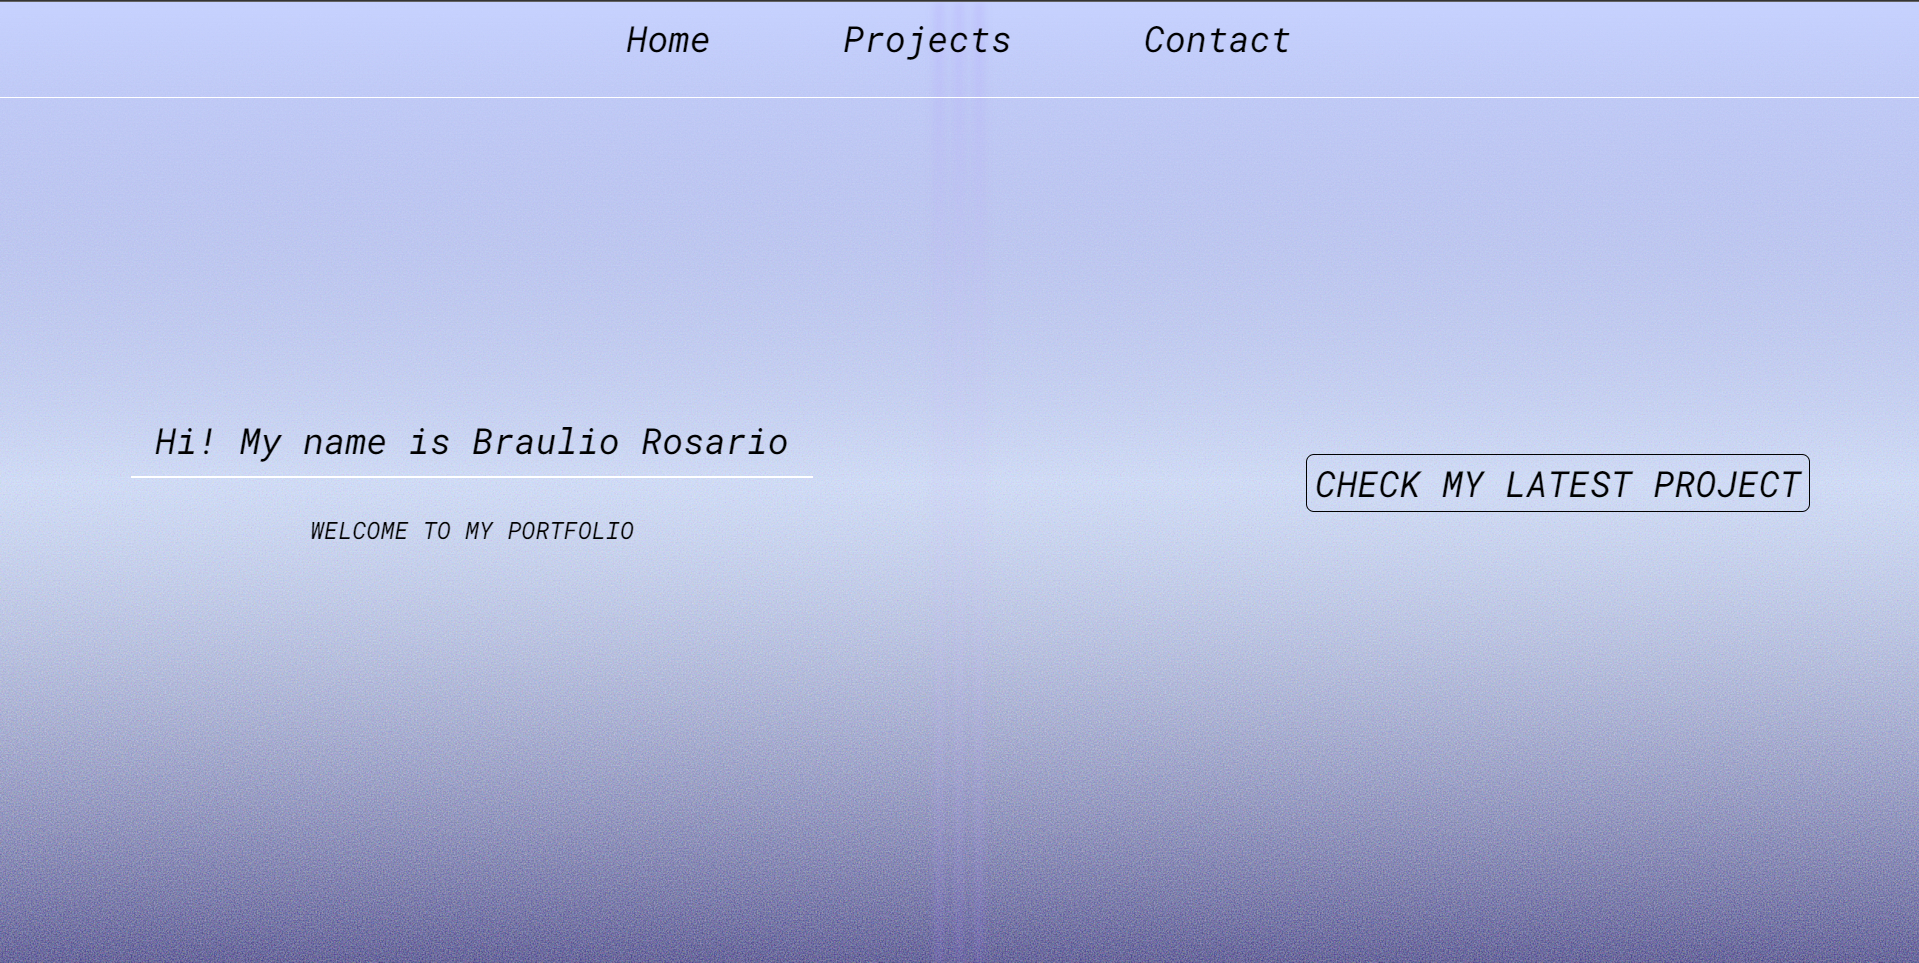 Home Projects Contact
Hi! My name is Braulio Rosario
WELCOME TO MY PORTFOLIO
CHECK MY LATEST PROJECT